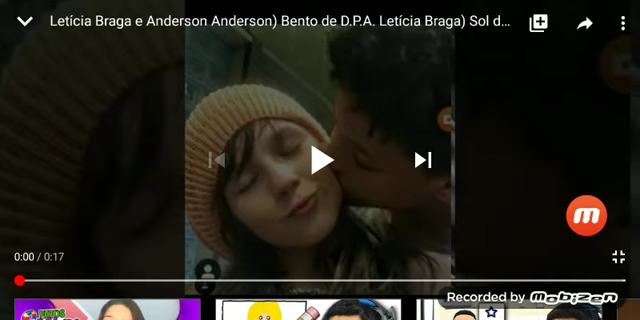 Letícia Braga e Anderson Anderson) Bento de D.P.A. Letícia Braga) Sol d...
0:00 / 0:17
Recorded by mobizen